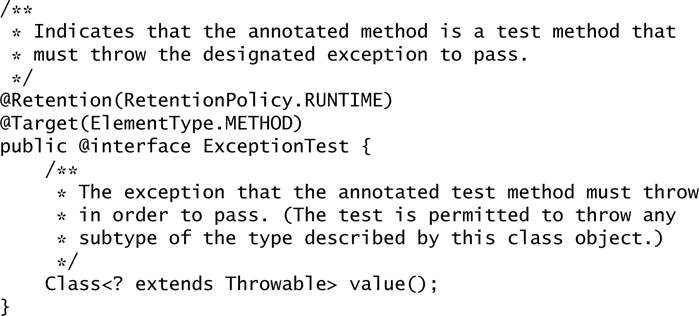 /**
 * Indicates that the annotated method is a test method that
 * must throw the designated exception to pass.
 */
@Retention(RetentionPolicy.RUNTIME)
@Target(ElementType.METHOD)
public @interface ExceptionTest {
    /**
     * The exception that the annotated test method must throw
     * in order to pass. (The test is permitted to throw any
     * subtype of the type described by this class object.)
     */
    Class<? extends Throwable> value();
}